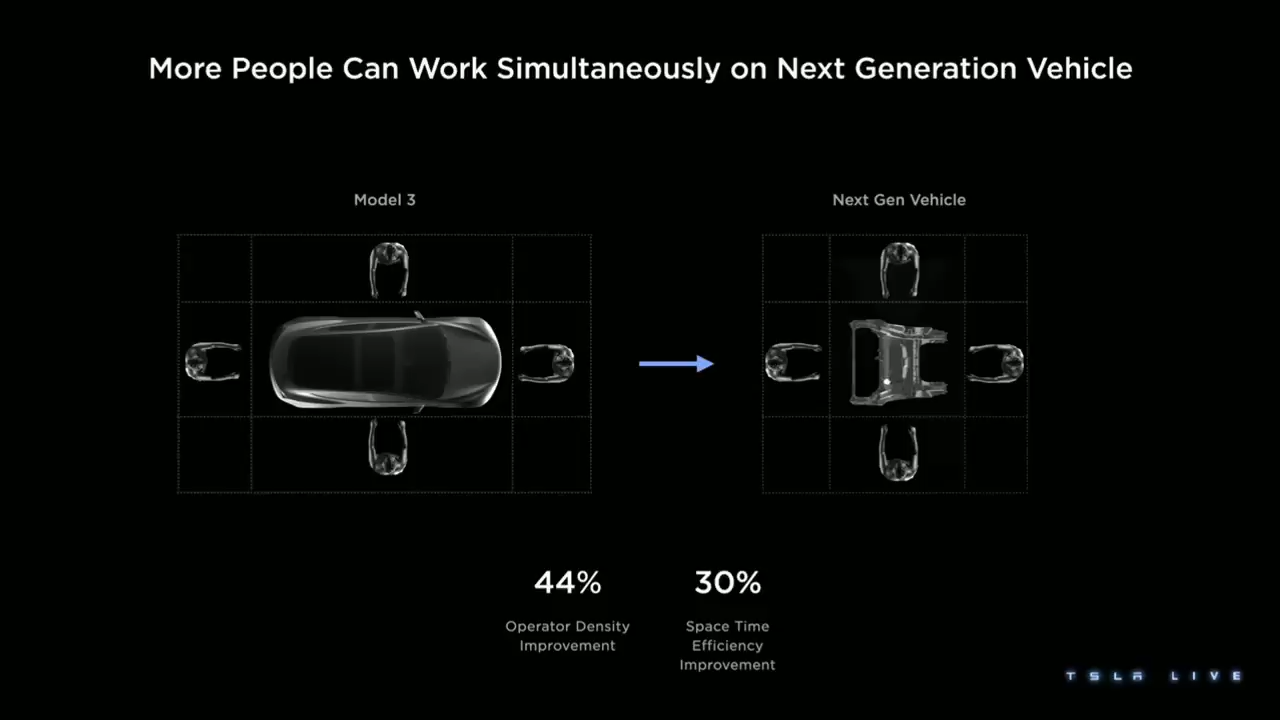 More People Can Work Simultaneously on Next Generation Vehicle
Model 3
Next Gen Vehicle
44%
Operator Density
Improvement
30%
Space Time
Efficiency
Improvement
TSLA LIVE